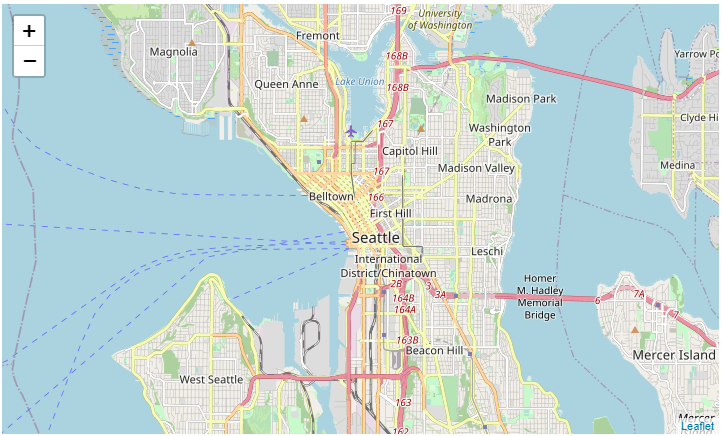 +
−
169
University
of Washington
Fremont
Magnolia
168B
Yarrow Po
Queen Anne
Lake Union
168B
Madison Park
Clyde Hi
167
Washington
Park
Capitol Hill
Medina
167
Madison Valley
Belltown
166
Madrona
First Hill
Seattle
Leschi
International
District/Chinatown
Homer
M. Hadley
Memorial
Bridge
2B
3
3A
6
7A
7
164B
164A
163B
Beacon Hill
Mercer Island
West Seattle
163
Mercer
162
Leaflet